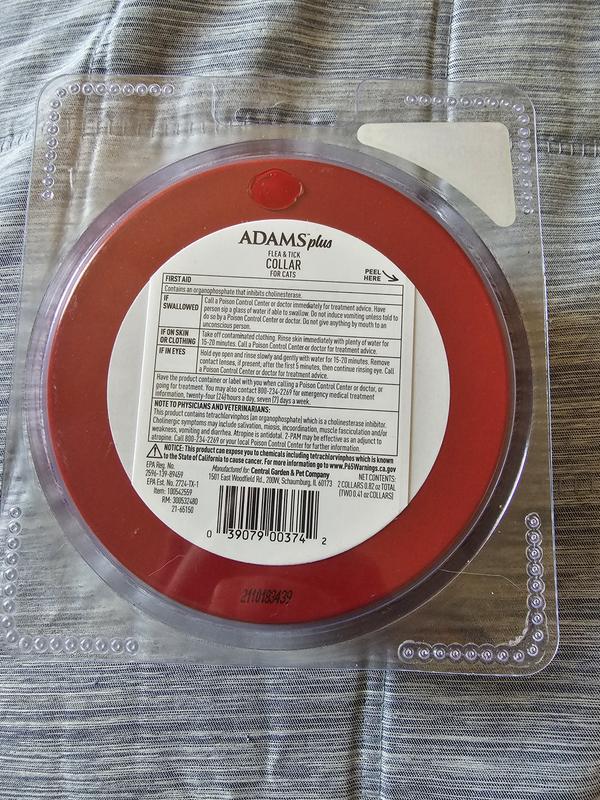 ADAMS™ plus
FLEA & TICK
COLLAR
FOR CATS
PEEL
HERE
FIRST AID
Contains an organophosphate that inhibits cholinesterase.
IF
SWALLOWED
Call a Poison Control Center or doctor immediately for treatment advice. Have
person sip a glass of water if able to swallow. Do not induce vomiting unless told to
do so by a Poison Control Center or doctor. Do not give anything by mouth to an
unconscious person.
IF ON SKIN
OR CLOTHING
Take off contaminated clothing. Rinse skin immediately with plenty of water for
15-20 minutes. Call a Poison Control Center or doctor for treatment advice.
IF IN EYES
Hold eye open and rinse slowly and gently with water for 15-20 minutes. Remove
contact lenses, if present, after the first 5 minutes, then continue rinsing eye. Call
a Poison Control Center or doctor for treatment advice.
Have the product container or label with you when calling a Poison Control Center or doctor, or
going for treatment. You may also contact 800-234-2269 for emergency medical treatment
information, twenty-four (24) hours a day, seven (7) days a week.
NOTE TO PHYSICIANS AND VETERINARIANS:
This product contains tetrachlorvinphos (an organophosphate) which is a cholinesterase inhibitor.
Cholinergic symptoms may include salivation, miosis, incoordination, muscle fasciculation and/or
weakness, vomiting and diarrhea. Atropine is antidotal. 2-PAM may be effective as an adjunct to
atropine. Call 800-234-2269 or your local Poison Control Center for further information.
NOTICE: This product can expose you to chemicals including tetrachlorvinphos which is known
to the State of California to cause cancer. For more information go to www.P65Warnings.ca.gov
EPA Reg. No.
2596-139-89459
EPA Est. No. 2724-TX-1
Item: 100542559
RM: 300532480
21-65150
Manufactured for: Central Garden & Pet Company
1501 East Woodfield Rd., 200W, Schaumburg, IL 60173
NET CONTENTS:
2 COLLARS 0.82 oz TOTAL
(TWO 0.41 oz COLLARS)
0 39079 00374 2
2110183439